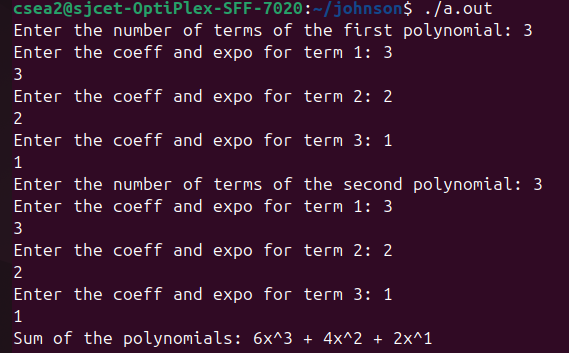 csea2@sjcet-OptiPlex-SFF-7020:~/johnson$ ./a.out
Enter the number of terms of the first polynomial: 3
Enter the coeff and expo for term 1: 3
3
Enter the coeff and expo for term 2: 2
2
Enter the coeff and expo for term 3: 1
1
Enter the number of terms of the second polynomial: 3
Enter the coeff and expo for term 1: 3
3
Enter the coeff and expo for term 2: 2
2
Enter the coeff and expo for term 3: 1
1
Sum of the polynomials: 6x^3 + 4x^2 + 2x^1